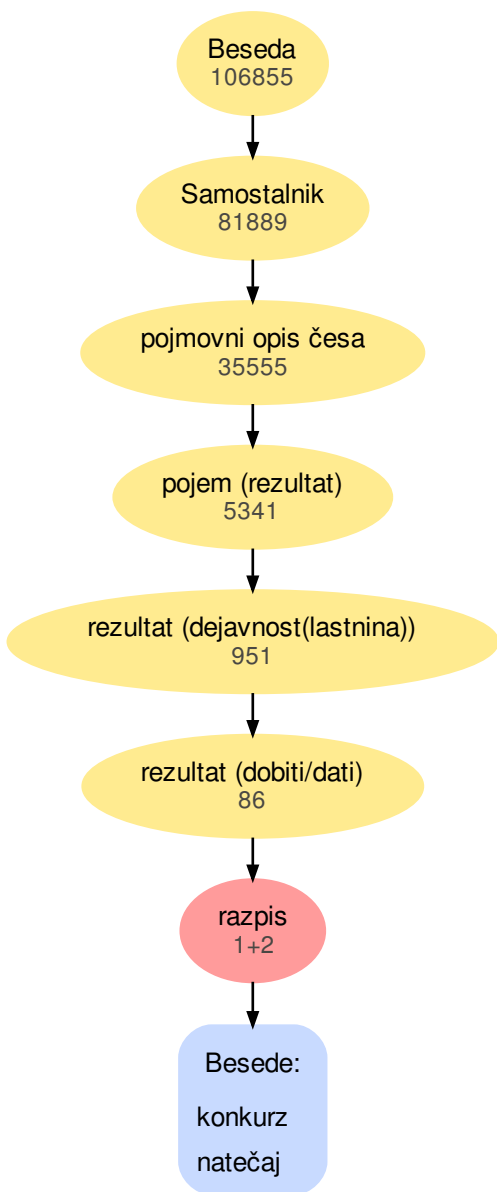 Beseda
106855
Samostalnik
81889
pojmovni opis česa
35555
pojem (rezultat)
5341
rezultat (dejavnost(lastnina))
951
rezultat (dobiti/dati)
86
razpis
1+2
Besede:
konkurz
natečaj